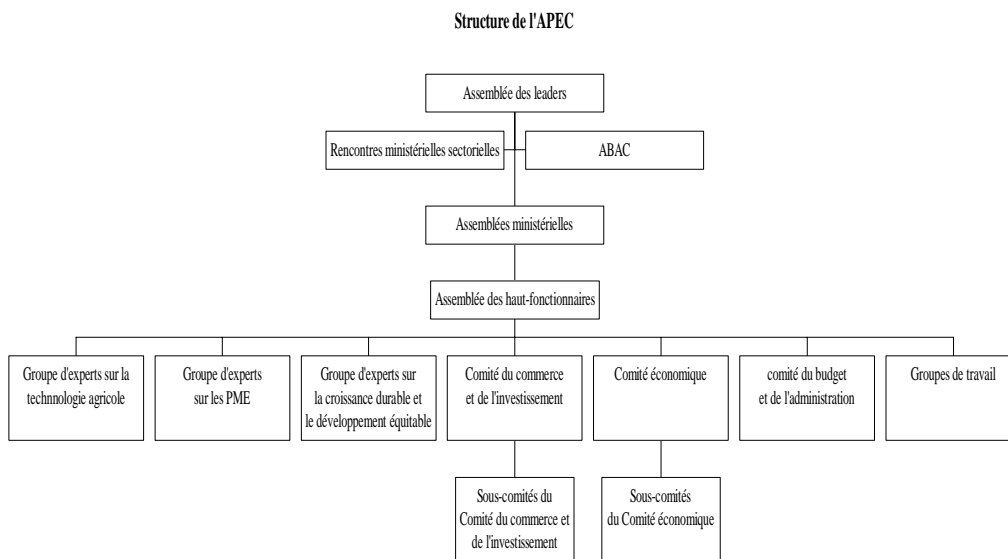 Structure de l'APEC
Assemblée des leaders
Rencontres ministérielles sectorielles
ABAC
Assemblées ministérielles
Assemblée des haut-fonctionnaires
Groupe d'experts sur la
technnologie agricole
Groupe d'experts
sur les PME
Groupe d'experts sur
la croissance durable et
le développement équitable
Comité du commerce
et de l'investissement
Comité économique
comité du budget
et de l'administration
Groupes de travail
Sous-comités du
Comité du commerce et
de l'investissement
Sous-comités
du Comité économique